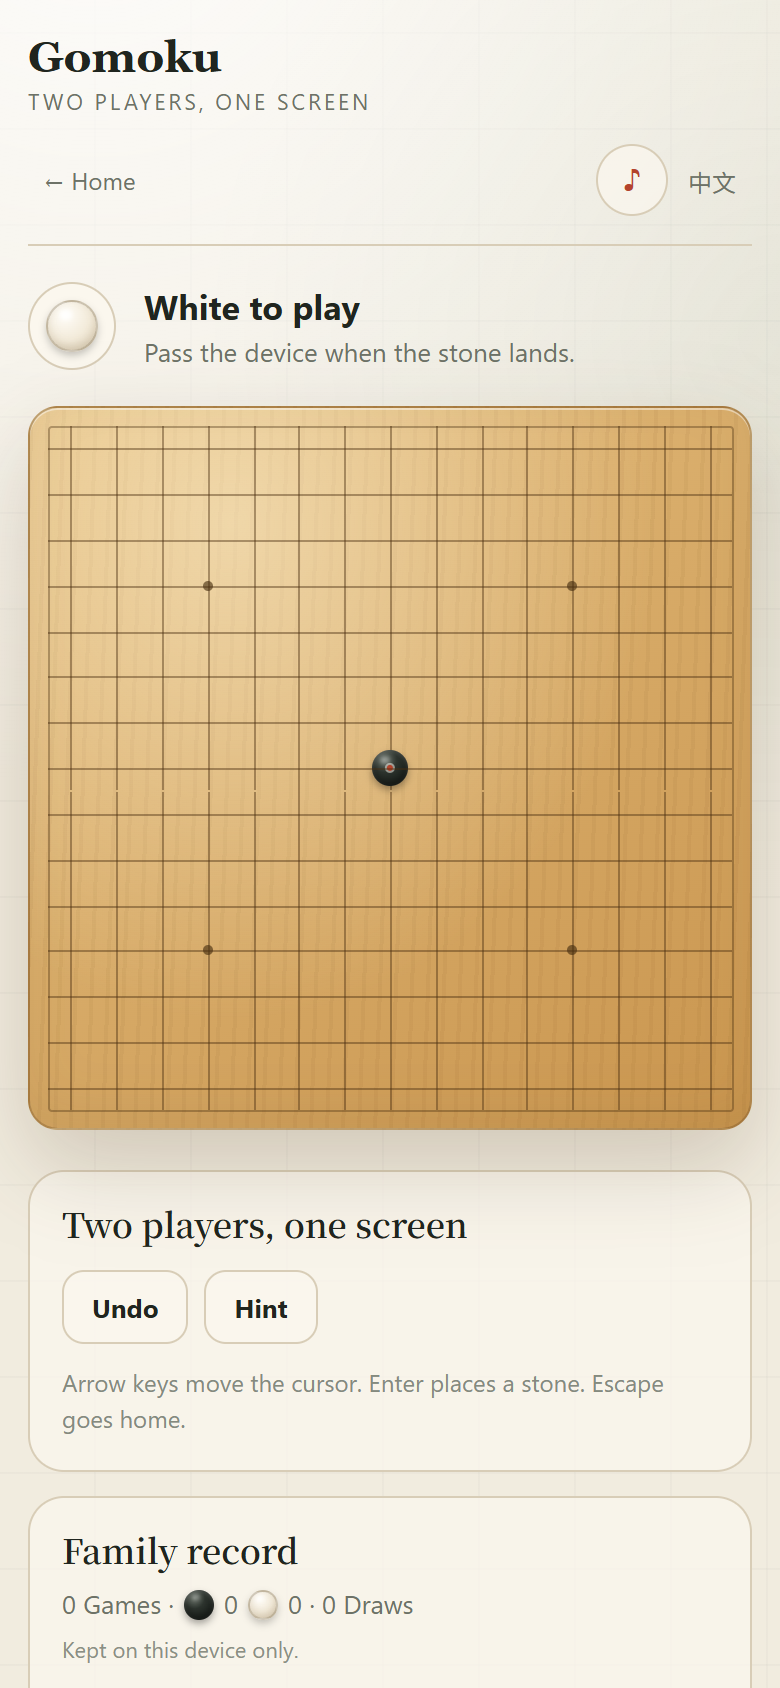 Gomoku
TWO PLAYERS, ONE SCREEN
← Home
♪ 中文
White to play
Pass the device when the stone lands.
Two players, one screen
Undo Hint
Arrow keys move the cursor. Enter places a stone. Escape
goes home.
Family record
0 Games · 0 0 · 0 Draws
Kept on this device only.